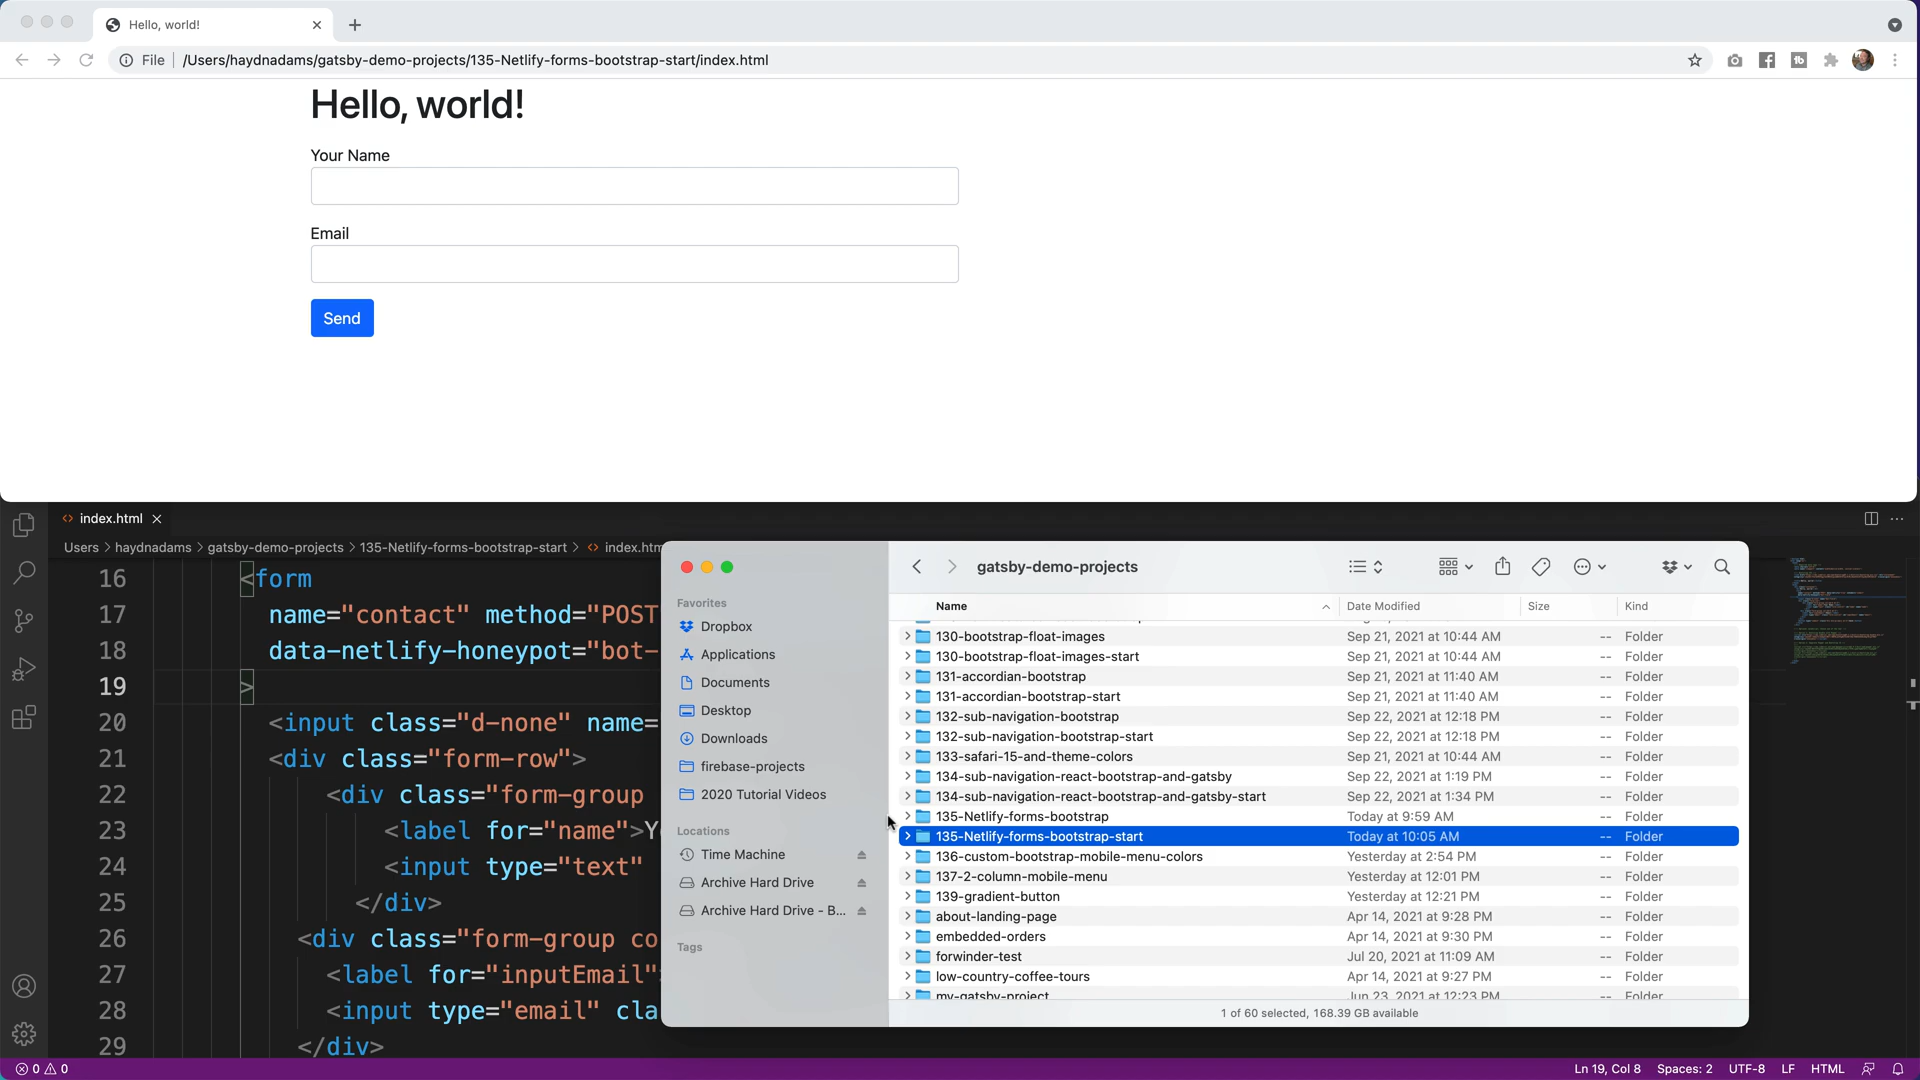 Hello, world!
File
/Users/haydnadams/gatsby-demo-projects/135-Netlify-forms-bootstrap-start/index.html
Hello, world!
Your Name
Email
Send
index.html
Users > haydnadams > gatsby-demo-projects > 135-Netlify-forms-bootstrap-start > <> index.htm
16 <form
17 name="contact" method="POST
18 data-netlify-honeypot="bot-
19 >
20 <input class="d-none" name=
21 <div class="form-row">
22 <div class="form-group
23 <label for="name">Y
24 <input type="text"
25 </div>
26 <div class="form-group co
27 <label for="inputEmail"
28 <input type="email" cla
29 </div>
gatsby-demo-projects
Favorites
Dropbox
Applications
Documents
Desktop
Downloads
firebase-projects
2020 Tutorial Videos
Locations
Time Machine
Archive Hard Drive
Archive Hard Drive - B...
Tags
Name Date Modified Size Kind
130-bootstrap-float-images Sep 21, 2021 at 10:44 AM -- Folder
130-bootstrap-float-images-start Sep 21, 2021 at 10:44 AM -- Folder
131-accordian-bootstrap Sep 21, 2021 at 11:40 AM -- Folder
131-accordian-bootstrap-start Sep 21, 2021 at 11:40 AM -- Folder
132-sub-navigation-bootstrap Sep 22, 2021 at 12:18 PM -- Folder
132-sub-navigation-bootstrap-start Sep 22, 2021 at 12:18 PM -- Folder
133-safari-15-and-theme-colors Sep 21, 2021 at 10:44 AM -- Folder
134-sub-navigation-react-bootstrap-and-gatsby Sep 22, 2021 at 1:19 PM -- Folder
134-sub-navigation-react-bootstrap-and-gatsby-start Sep 22, 2021 at 1:34 PM -- Folder
135-Netlify-forms-bootstrap Today at 9:59 AM -- Folder
135-Netlify-forms-bootstrap-start Today at 10:05 AM -- Folder
136-custom-bootstrap-mobile-menu-colors Yesterday at 2:54 PM -- Folder
137-2-column-mobile-menu Yesterday at 12:01 PM -- Folder
139-gradient-button Yesterday at 12:21 PM -- Folder
about-landing-page Apr 14, 2021 at 9:28 PM -- Folder
embedded-orders Apr 14, 2021 at 9:30 PM -- Folder
forwinder-test Jul 20, 2021 at 11:09 AM -- Folder
low-country-coffee-tours Apr 14, 2021 at 9:27 PM -- Folder
my-gatsby-project Jun 23, 2021 at 12:23 PM -- Folder
1 of 60 selected, 168.39 GB available
0 0
Ln 19, Col 8 Spaces: 2 UTF-8 LF HTML